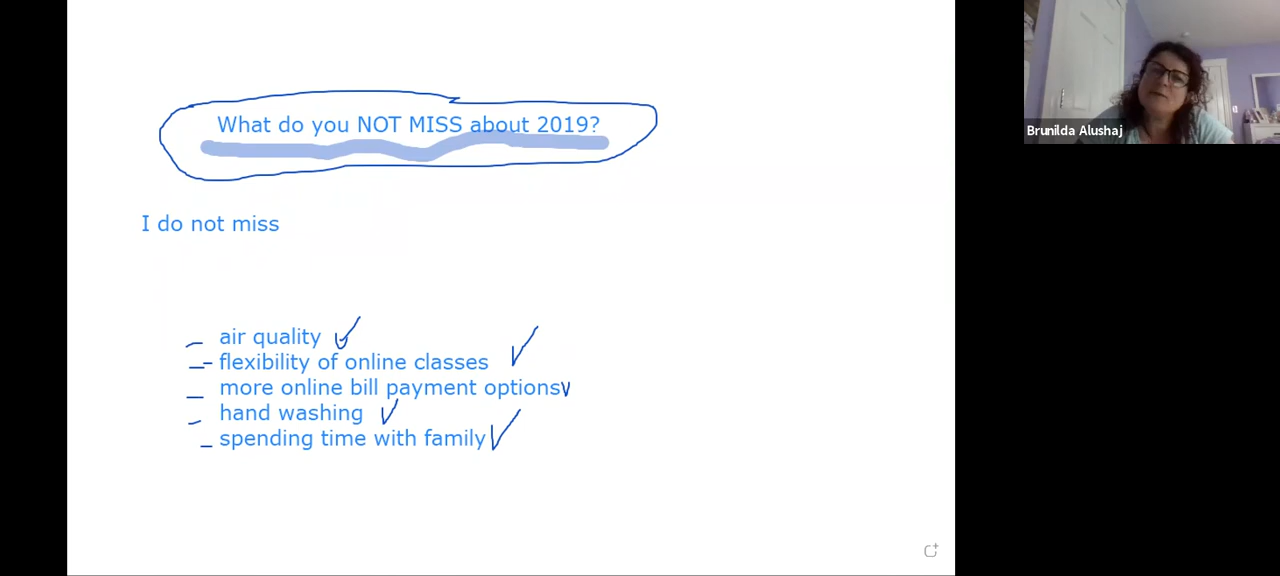 What do you NOT MISS about 2019?
Brunilda Alushaj
I do not miss
air quality
flexibility of online classes
more online bill payment options
hand washing
spending time with family